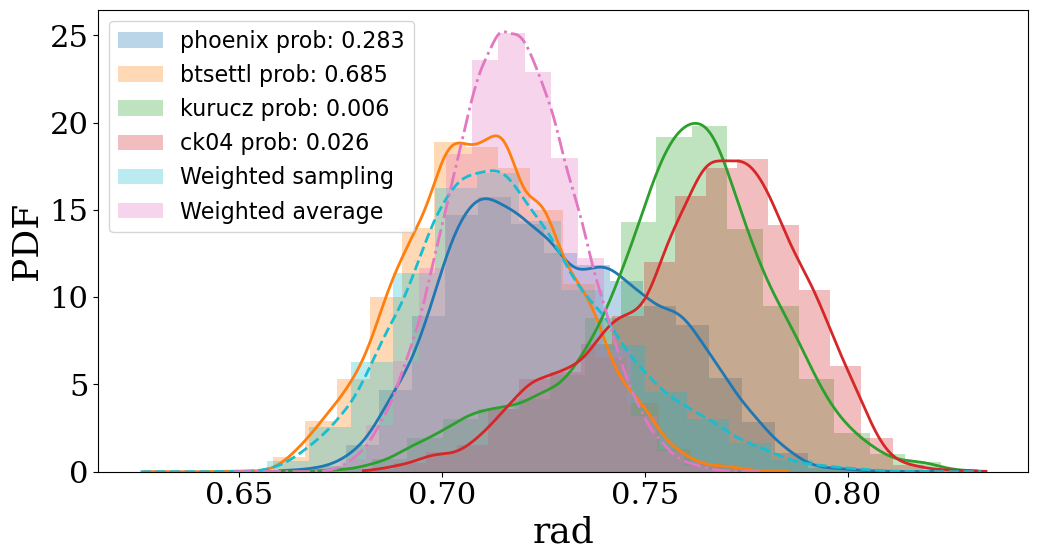 phoenix prob: 0.283
btsettl prob: 0.685
kurucz prob: 0.006
ck04 prob: 0.026
Weighted sampling
Weighted average
PDF
25
20
15
10
5
0
0.65 0.70 0.75 0.80
rad